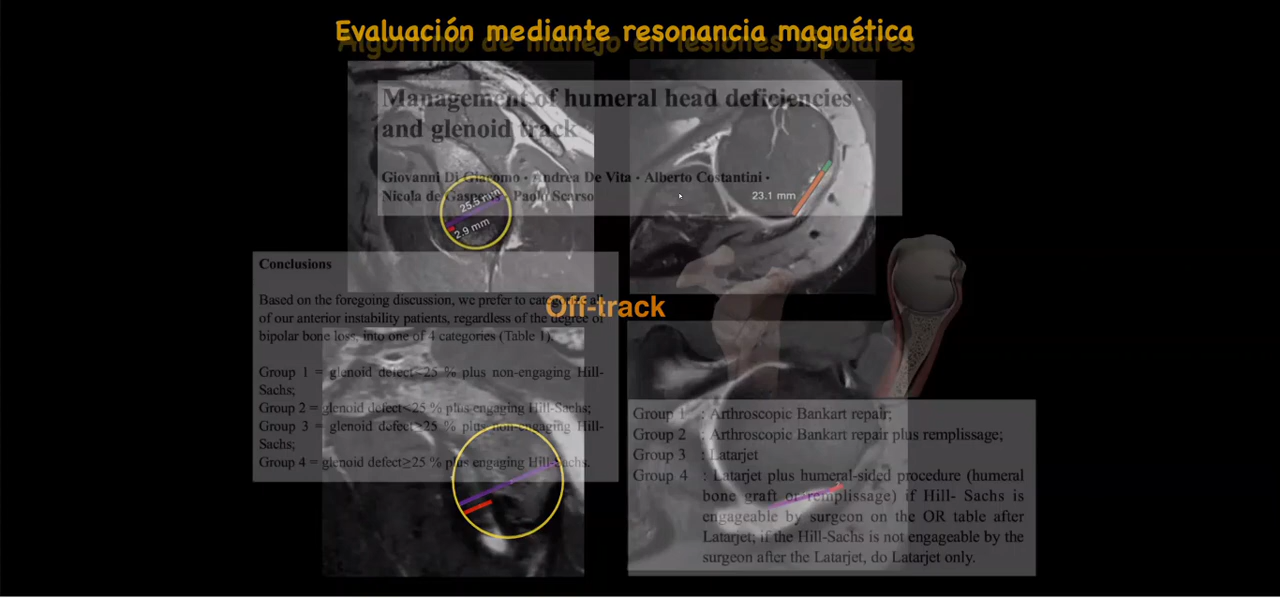 Evaluación mediante resonancia magnética
Algoritmo de manejo en lesiones bipolares
Management of humeral head deficiencies
and glenoid track
Giovanni Di Giacomo · Andrea De Vita · Alberto Costantini ·
Nicola de Gasperis · Paolo Scarso
25.5 mm
2.9 mm
23.1 mm
Off-track
Conclusions
Based on the foregoing discussion, we prefer to categorize all
of our anterior instability patients, regardless of the degree of
bipolar bone loss, into one of 4 categories (Table 1).
Group 1 = glenoid defect<25 % plus non-engaging Hill-
Sachs;
Group 2 = glenoid defect<25 % plus engaging Hill-Sachs;
Group 3 = glenoid defect≥25 % plus non-engaging Hill-
Sachs;
Group 4 = glenoid defect≥25 % plus engaging Hill-Sachs.
Group 1 : Arthroscopic Bankart repair;
Group 2 : Arthroscopic Bankart repair plus remplissage;
Group 3 : Latarjet
Group 4 : Latarjet plus humeral-sided procedure (humeral
bone graft or remplissage) if Hill- Sachs is
engageable by surgeon on the OR table after
Latarjet; if the Hill-Sachs is not engageable by the
surgeon after the Latarjet, do Latarjet only.